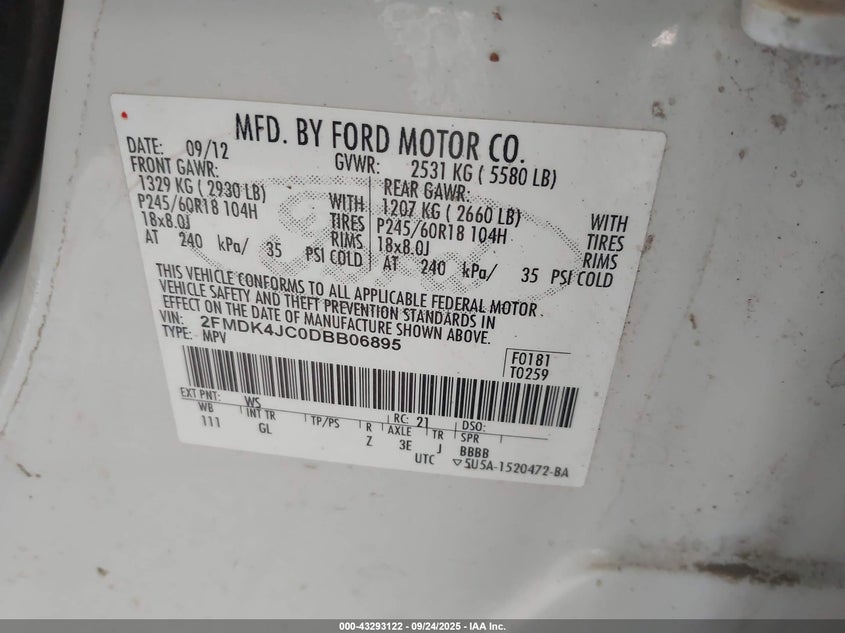 MFD. BY FORD MOTOR CO.
DATE: 09/12 GVWR: 2531 KG ( 5580 LB)
FRONT GAWR: REAR GAWR:
1329 KG ( 2930 LB) WITH 1207 KG ( 2660 LB) WITH
P245/60R18 104H TIRES P245/60R18 104H TIRES
18x8.0J RIMS 18x8.0J RIMS
AT 240 kPa/ 35 PSI COLD AT 240 kPa/ 35 PSI COLD
THIS VEHICLE CONFORMS TO ALL APPLICABLE FEDERAL MOTOR
VEHICLE SAFETY AND THEFT PREVENTION STANDARDS IN
EFFECT ON THE DATE OF MANUFACTURE SHOWN ABOVE.
VIN: 2FMDK4JC0DBB06895
TYPE: MPV
F0181
T0259
EXT PNT: WS RC: 21 DSO:
WB INT TR TP/PS R AXLE TR SPR
111 GL Z 3E J BBBB
UTC ▽5U5A-1520472-BA
000-43293122 - 09/24/2025 - IAA Inc.